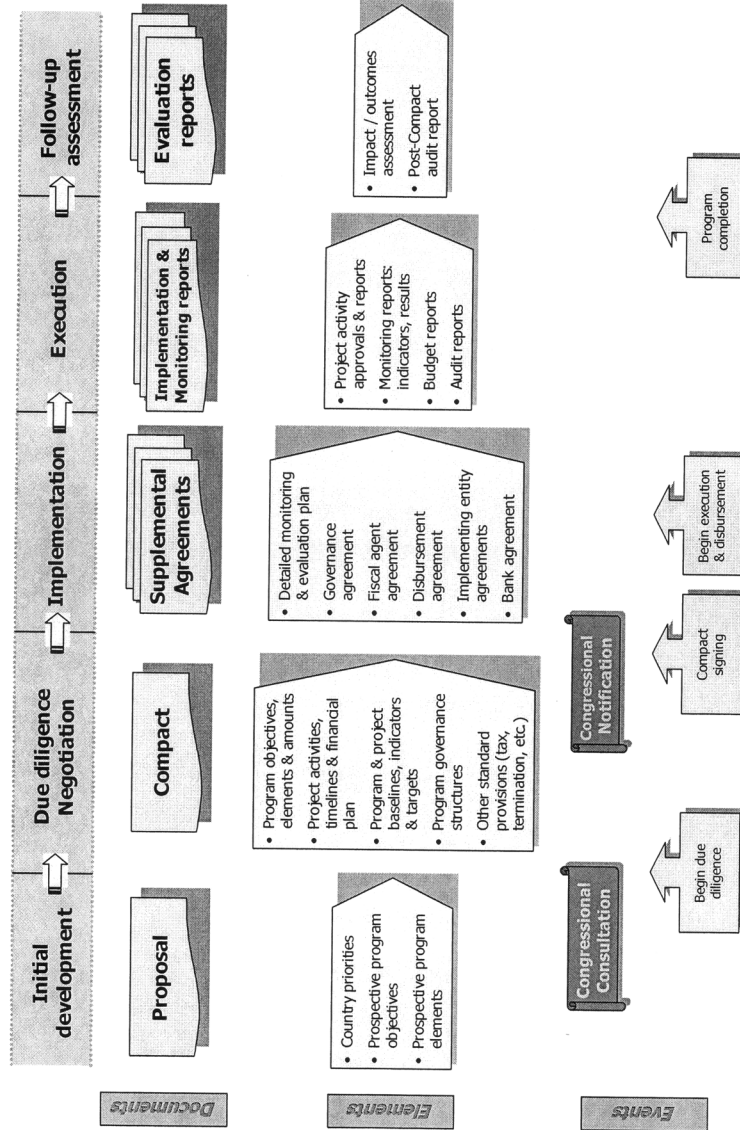 Initial
development
Due diligence
Negotiation
Implementation
Execution
Follow-up
assessment
Documents
Proposal
Compact
Supplemental
Agreements
Implementation &
Monitoring reports
Evaluation
reports
Elements
• Country priorities
• Prospective program
objectives
• Prospective program
elements
• Program objectives,
elements & amounts
• Project activities,
timelines & financial
plan
• Program & project
baselines, indicators
& targets
• Program governance
structures
• Other standard
provisions (tax,
termination, etc.)
• Detailed monitoring
& evaluation plan
• Governance
agreement
• Fiscal agent
agreement
• Disbursement
agreement
• Implementing entity
agreements
• Bank agreement
• Project activity
approvals & reports
• Monitoring reports:
indicators, results
• Budget reports
• Audit reports
• Impact / outcomes
assessment
• Post-Compact
audit report
Events
Congressional
Consultation
Congressional
Notification
Begin due
diligence
Compact
signing
Begin execution
& disbursement
Program
completion